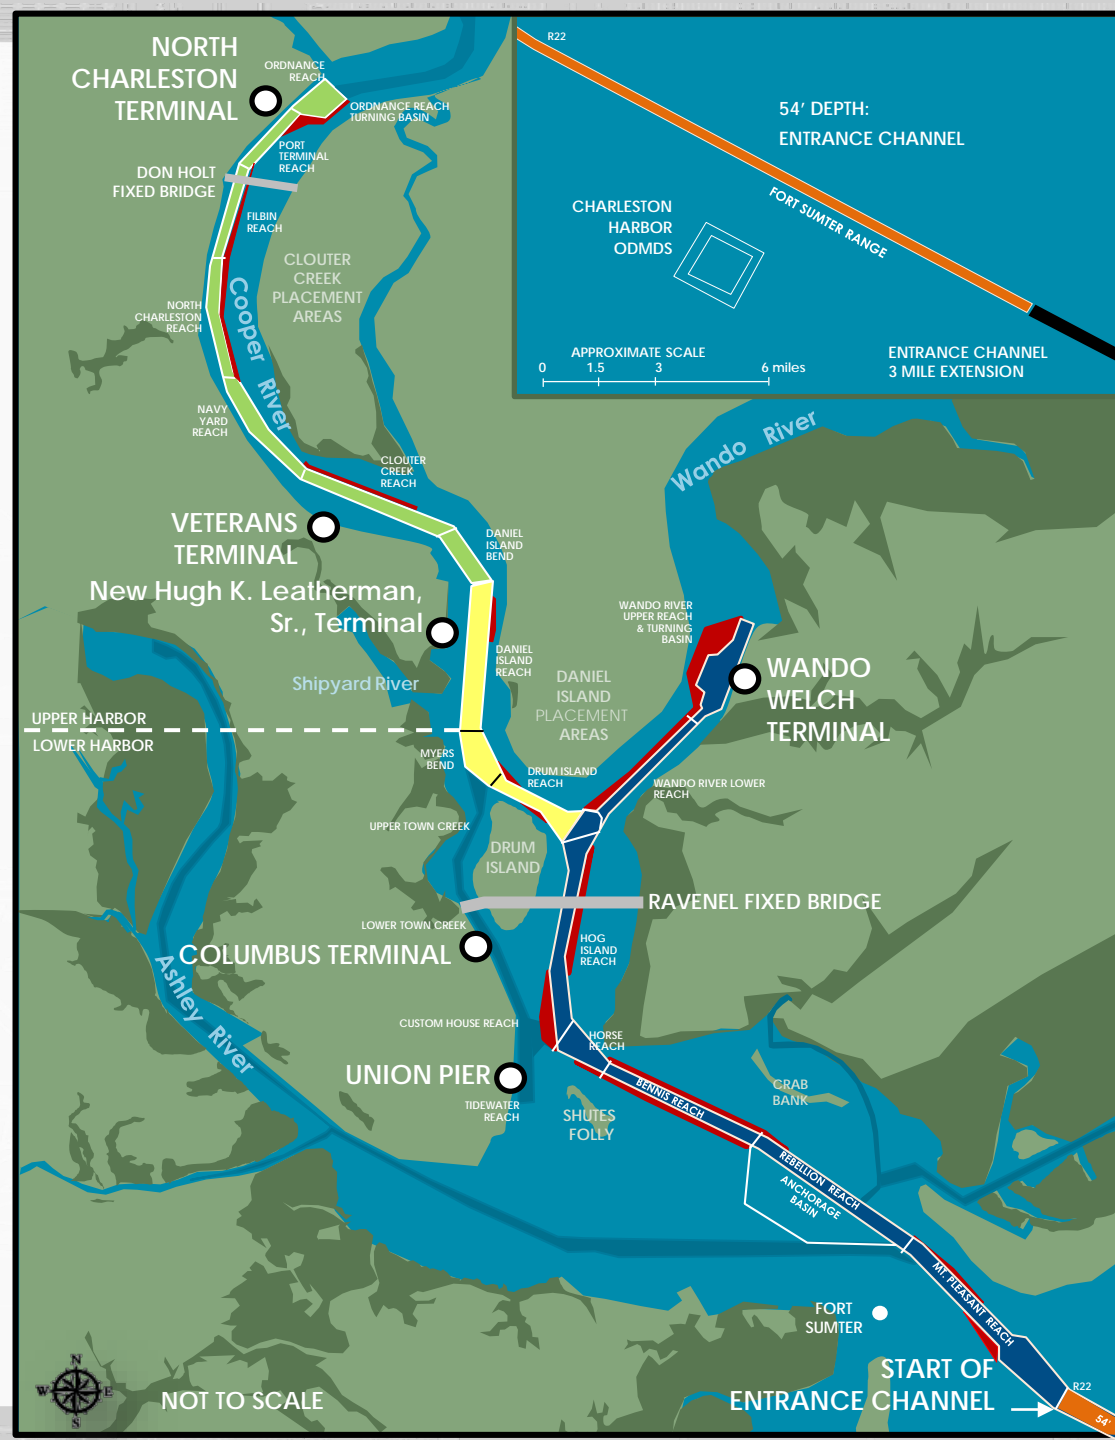 NORTH
CHARLESTON
TERMINAL
ORDNANCE
REACH
ORDNANCE REACH
TURNING BASIN
PORT
TERMINAL
REACH
DON HOLT
FIXED BRIDGE
FILBIN
REACH
CLOUTER
CREEK
PLACEMENT
AREAS
Cooper River
NORTH
CHARLESTON
REACH
NAVY
YARD
REACH
CLOUTER
CREEK
REACH
R22
54' DEPTH:
ENTRANCE CHANNEL
FORT SUMTER RANGE
CHARLESTON
HARBOR
ODMDS
APPROXIMATE SCALE
0 1.5 3 6 miles
ENTRANCE CHANNEL
3 MILE EXTENSION
Wando River
VETERANS
TERMINAL
DANIEL
ISLAND
BEND
New Hugh K. Leatherman,
Sr., Terminal
WANDO RIVER
UPPER REACH
& TURNING
BASIN
DANIEL
ISLAND
REACH
Shipyard River
DANIEL
ISLAND
PLACEMENT
AREAS
WANDO
WELCH
TERMINAL
UPPER HARBOR
LOWER HARBOR
MYERS
BEND
DRUM ISLAND
REACH
WANDO RIVER LOWER
REACH
UPPER TOWN CREEK
DRUM
ISLAND
RAVENEL FIXED BRIDGE
LOWER TOWN CREEK
COLUMBUS TERMINAL
HOG
ISLAND
REACH
Ashley River
CUSTOM HOUSE REACH
HORSE
REACH
UNION PIER
TIDEWATER
REACH
BENNIS REACH
SHUTES
FOLLY
CRAB
BANK
REBELLION REACH
ANCHORAGE
BASIN
MT. PLEASANT REACH
FORT
SUMTER
START OF
ENTRANCE CHANNEL
R22
54'
N
W E
S
NOT TO SCALE